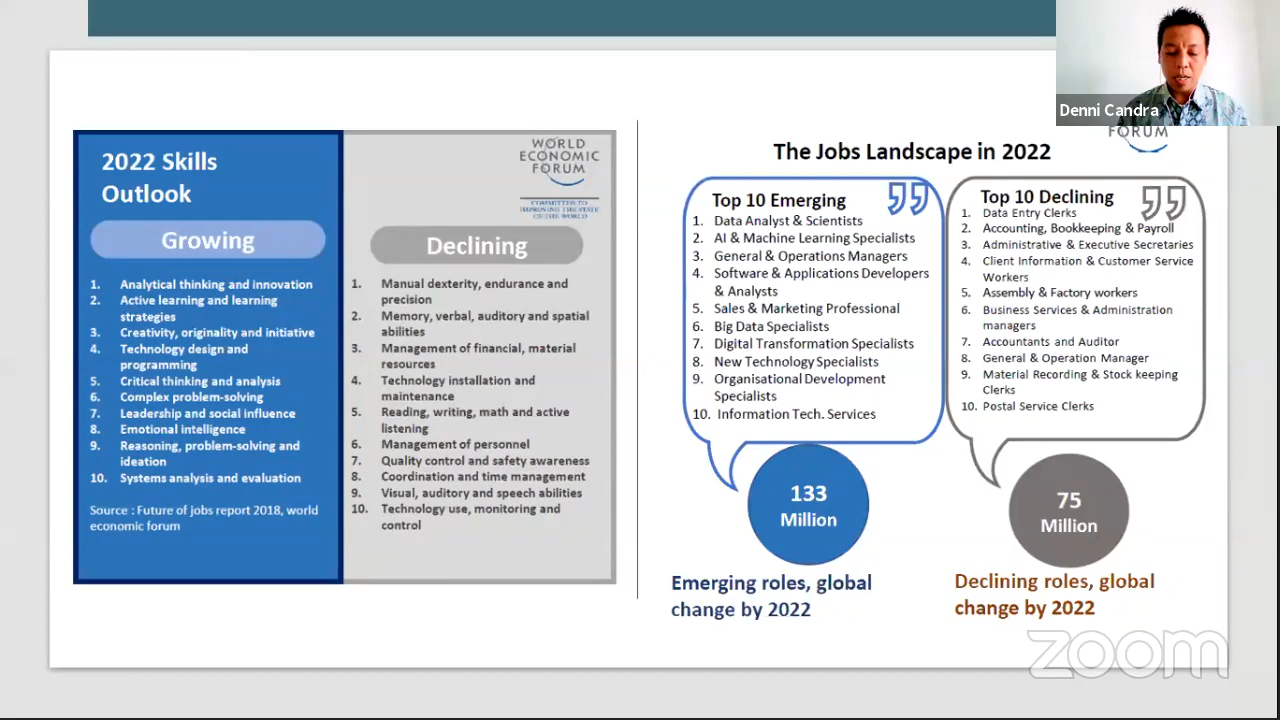 Denni Candra
2022 Skills
Outlook
Growing
1. Analytical thinking and innovation
2. Active learning and learning
strategies
3. Creativity, originality and initiative
4. Technology design and
programming
5. Critical thinking and analysis
6. Complex problem-solving
7. Leadership and social influence
8. Emotional intelligence
9. Reasoning, problem-solving and
ideation
10. Systems analysis and evaluation
Source : Future of jobs report 2018, world
economic forum
WORLD
ECONOMIC
FORUM
COMMITTED TO
IMPROVING THE STATE
OF THE WORLD
Declining
1. Manual dexterity, endurance and
precision
2. Memory, verbal, auditory and spatial
abilities
3. Management of financial, material
resources
4. Technology installation and
maintenance
5. Reading, writing, math and active
listening
6. Management of personnel
7. Quality control and safety awareness
8. Coordination and time management
9. Visual, auditory and speech abilities
10. Technology use, monitoring and
control
FORUM
The Jobs Landscape in 2022
Top 10 Emerging
1. Data Analyst & Scientists
2. AI & Machine Learning Specialists
3. General & Operations Managers
4. Software & Applications Developers
& Analysts
5. Sales & Marketing Professional
6. Big Data Specialists
7. Digital Transformation Specialists
8. New Technology Specialists
9. Organisational Development
Specialists
10. Information Tech. Services
133
Million
Emerging roles, global
change by 2022
Top 10 Declining
1. Data Entry Clerks
2. Accounting, Bookkeeping & Payroll
3. Administrative & Executive Secretaries
4. Client Information & Customer Service
Workers
5. Assembly & Factory workers
6. Business Services & Administration
managers
7. Accountants and Auditor
8. General & Operation Manager
9. Material Recording & Stock keeping
Clerks
10. Postal Service Clerks
75
Million
Declining roles, global
change by 2022
zoom